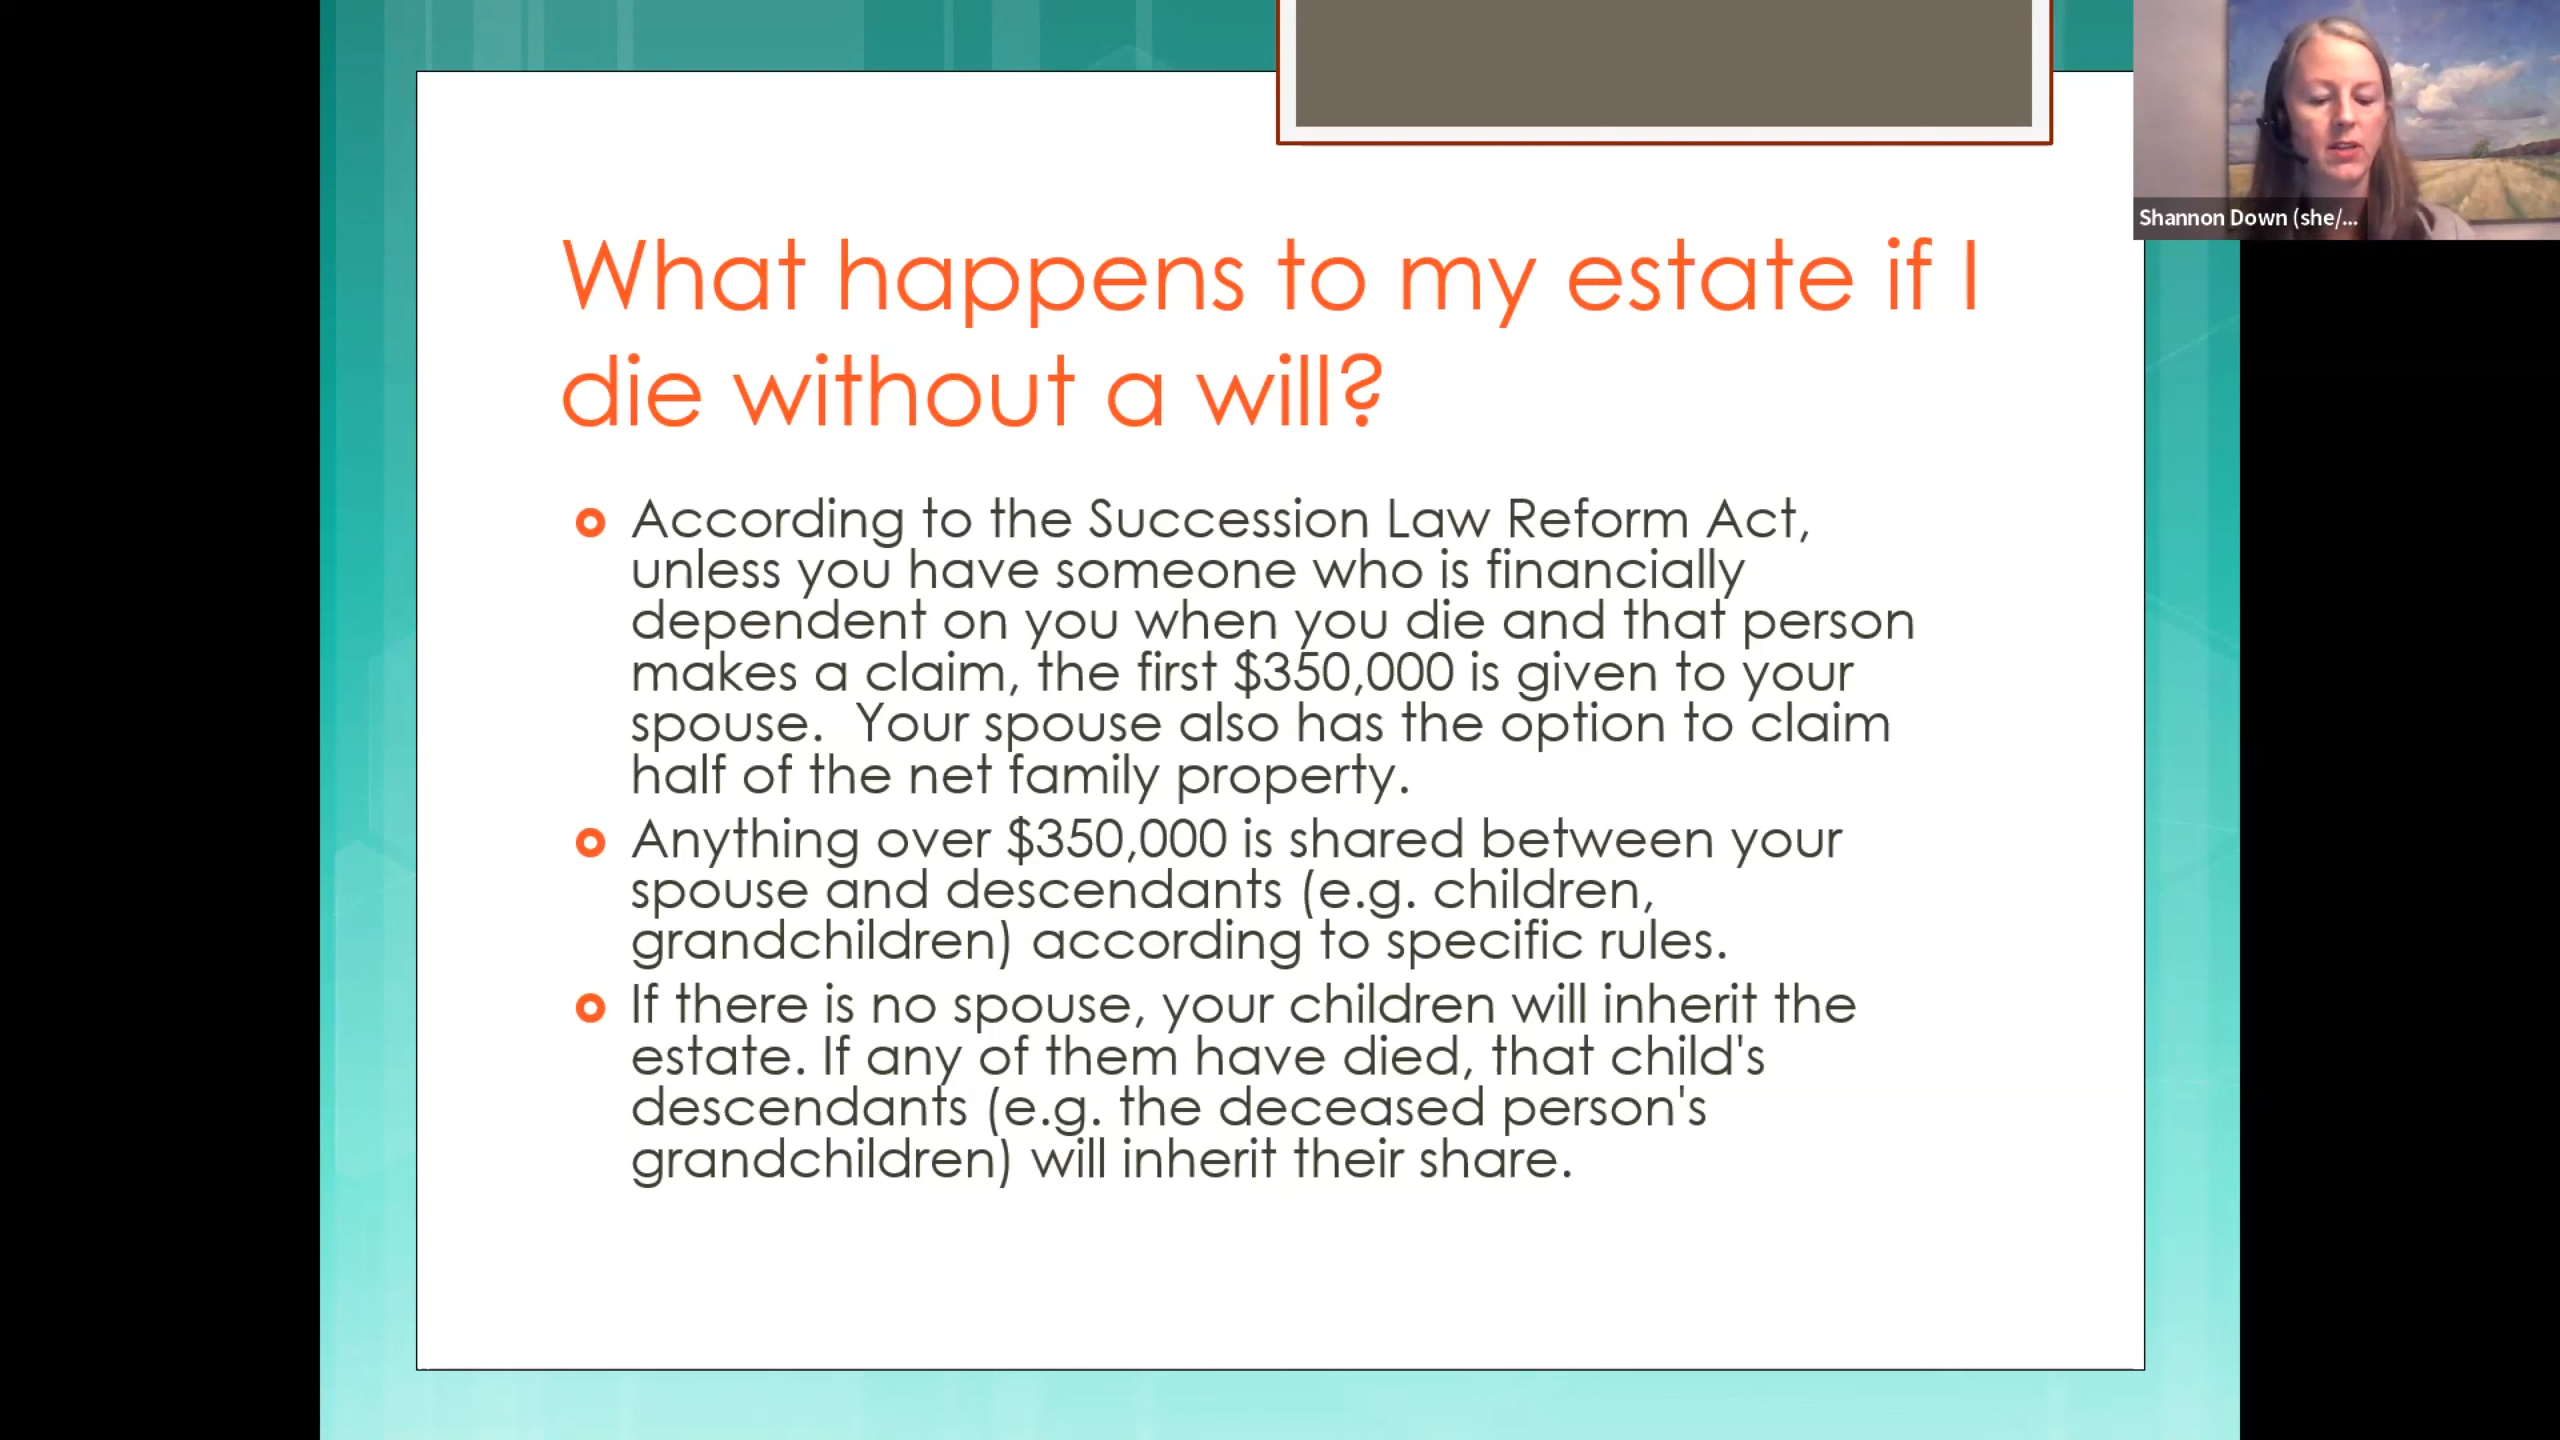 What happens to my estate if I
die without a will?
According to the Succession Law Reform Act,
unless you have someone who is financially
dependent on you when you die and that person
makes a claim, the first $350,000 is given to your
spouse.  Your spouse also has the option to claim
half of the net family property.
Anything over $350,000 is shared between your
spouse and descendants (e.g. children,
grandchildren) according to specific rules.
If there is no spouse, your children will inherit the
estate. If any of them have died, that child's
descendants (e.g. the deceased person's
grandchildren) will inherit their share.
Shannon Down (she/...